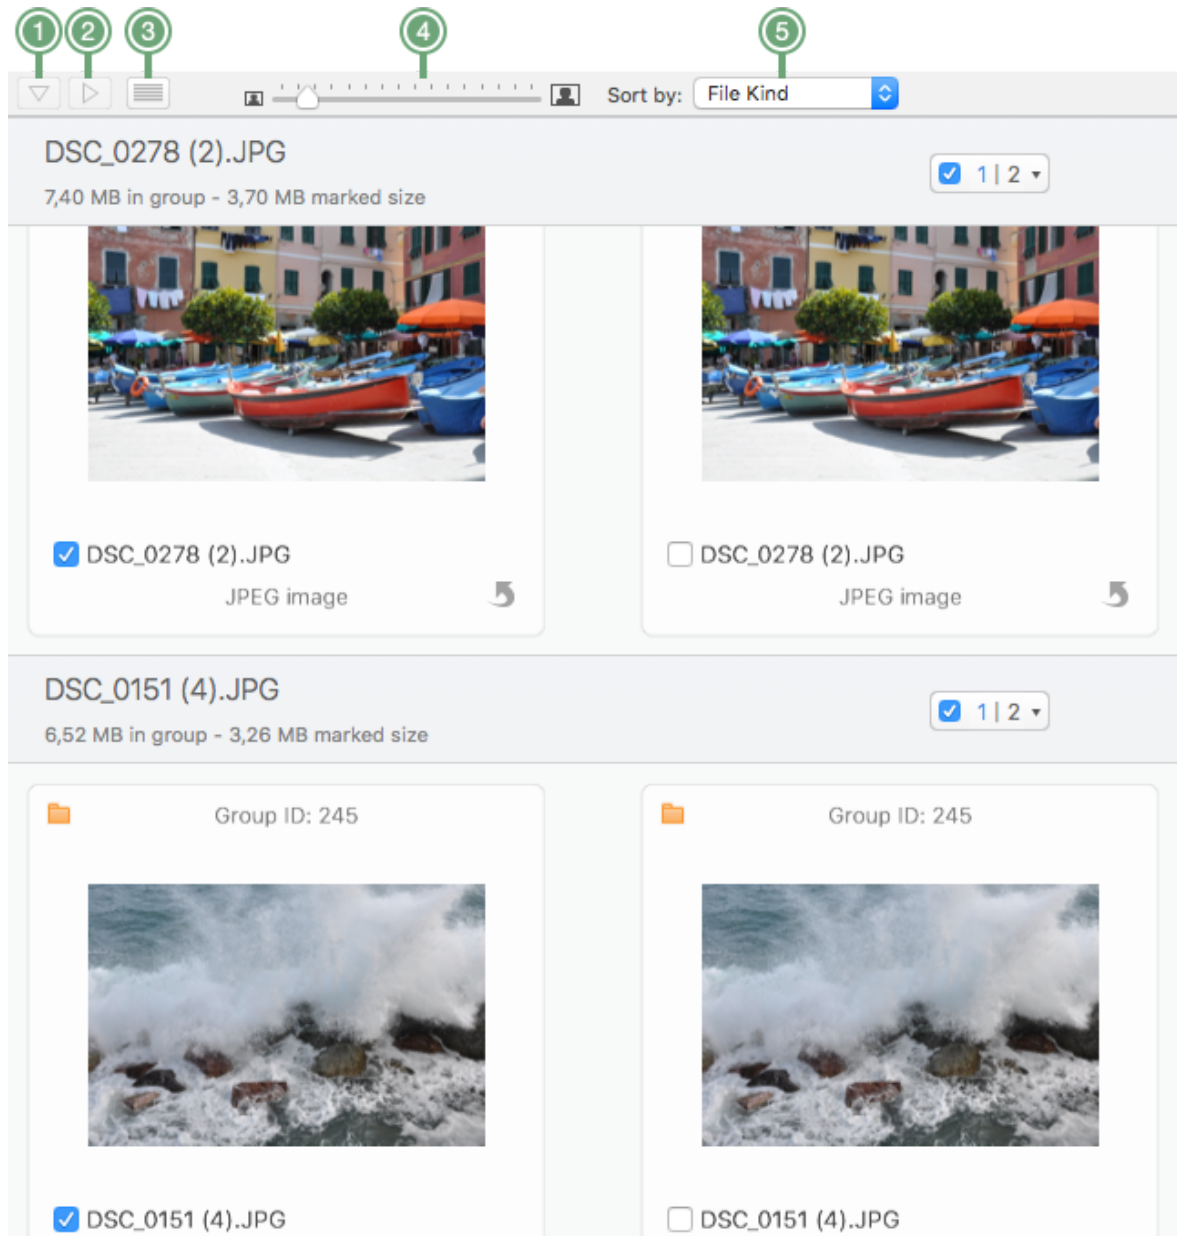 1 2 3 4 5
Sort by: File Kind
DSC_0278 (2).JPG
1 | 2
7,40 MB in group - 3,70 MB marked size
DSC_0278 (2).JPG DSC_0278 (2).JPG
JPEG image JPEG image
DSC_0151 (4).JPG
1 | 2
6,52 MB in group - 3,26 MB marked size
Group ID: 245 Group ID: 245
DSC_0151 (4).JPG DSC_0151 (4).JPG